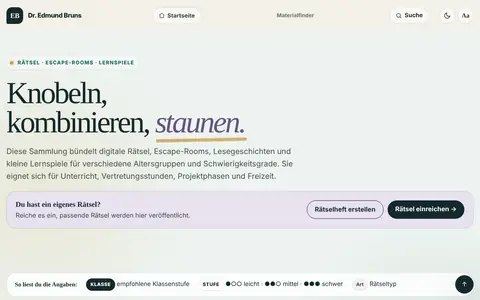 EB Dr. Edmund Bruns Startseite Materialfinder Suche Aa
RÄTSEL · ESCAPE-ROOMS · LERNSPIELE
Knobeln,
kombinieren, staunen.
Diese Sammlung bündelt digitale Rätsel, Escape-Rooms, Lesegeschichten und
kleine Lernspiele für verschiedene Altersgruppen und Schwierigkeitsgrade. Sie
eignet sich für Unterricht, Vertretungsstunden, Projektphasen und Freizeit.
Du hast ein eigenes Rätsel?
Reiche es ein, passende Rätsel werden hier veröffentlicht.
Rätselheft erstellen
Rätsel einreichen →
So liest du die Angaben: KLASSE empfohlene Klassenstufe STUFE ●○○ leicht · ●●○ mittel · ●●● schwer Art Rätseltyp ↑